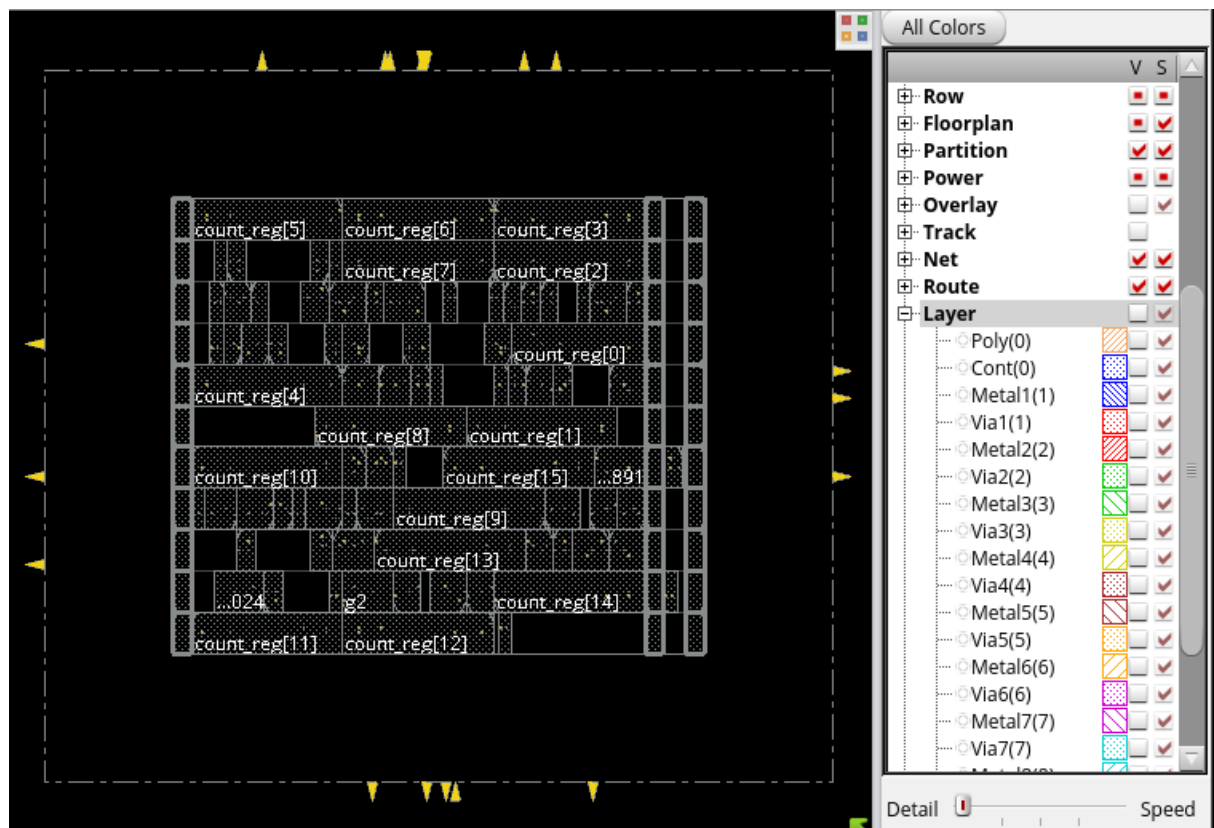 All Colors
V S
Row
Floorplan
Partition
Power
Overlay
Track
Net
Route
Layer
Poly(0)
Cont(0)
Metal1(1)
Via1(1)
Metal2(2)
Via2(2)
Metal3(3)
Via3(3)
Metal4(4)
Via4(4)
Metal5(5)
Via5(5)
Metal6(6)
Via6(6)
Metal7(7)
Via7(7)
Detail Speed
count_reg[5] count_reg[6] count_reg[3]
count_reg[7] count_reg[2]
count_reg[0]
count_reg[4]
count_reg[8] count_reg[1]
count_reg[10] count_reg[15] ...891
count_reg[9]
count_reg[13]
...024 g2 count_reg[14]
count_reg[11] count_reg[12]